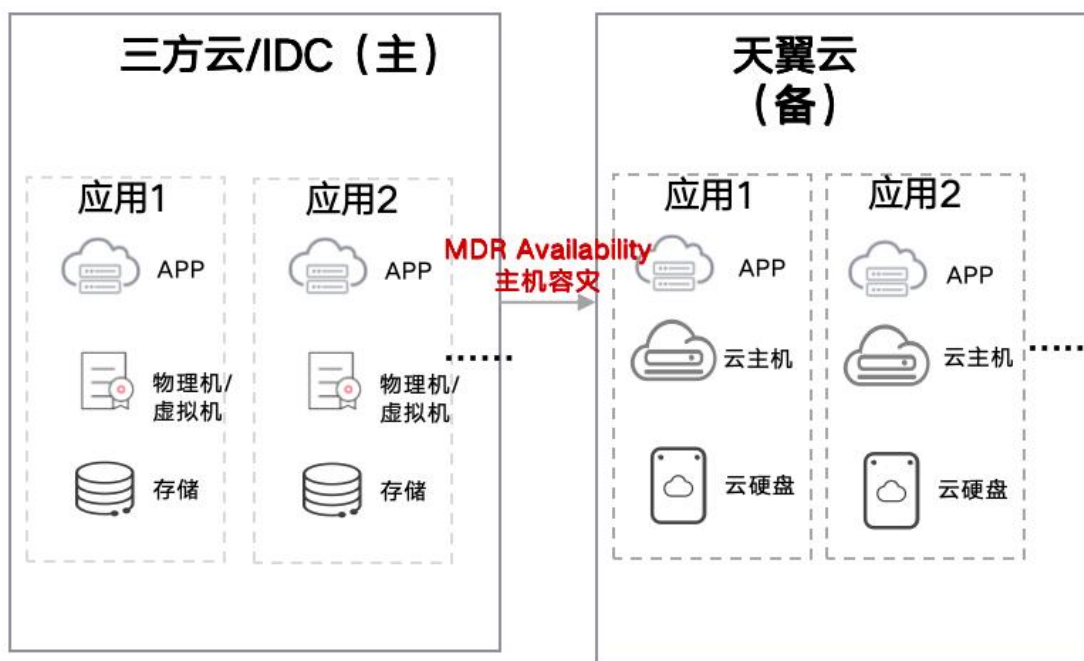 三方云/IDC（主）
应用1
APP
物理机/
虚拟机
存储
应用2
APP
物理机/
虚拟机
存储
......
MDR Availability
主机容灾
天翼云
（备）
应用1
APP
云主机
云硬盘
应用2
APP
云主机
云硬盘
......